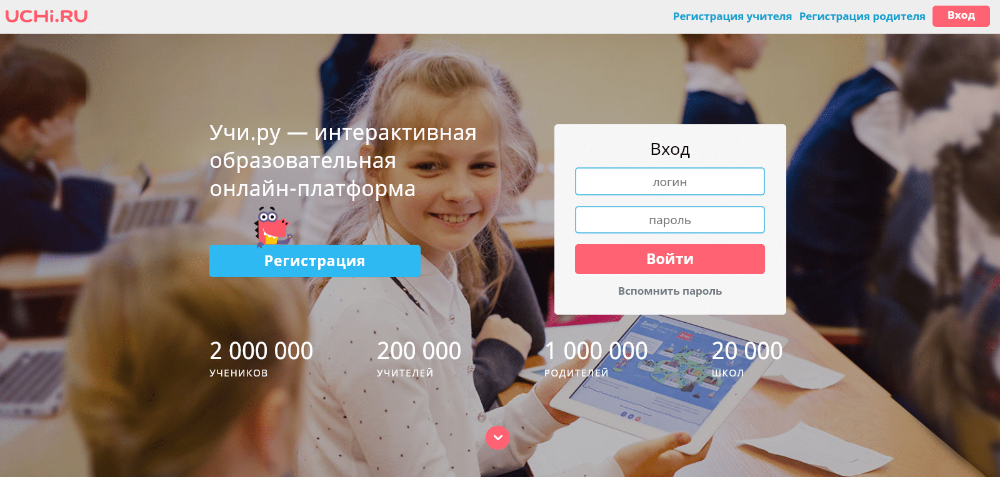 UCHi.RU
Регистрация учителя
Регистрация родителя
Вход
Учи.ру — интерактивная
образовательная
онлайн-платформа
Регистрация
Вход
логин
пароль
Войти
Вспомнить пароль
2 000 000
УЧЕНИКОВ
200 000
УЧИТЕЛЕЙ
1 000 000
РОДИТЕЛЕЙ
20 000
ШКОЛ